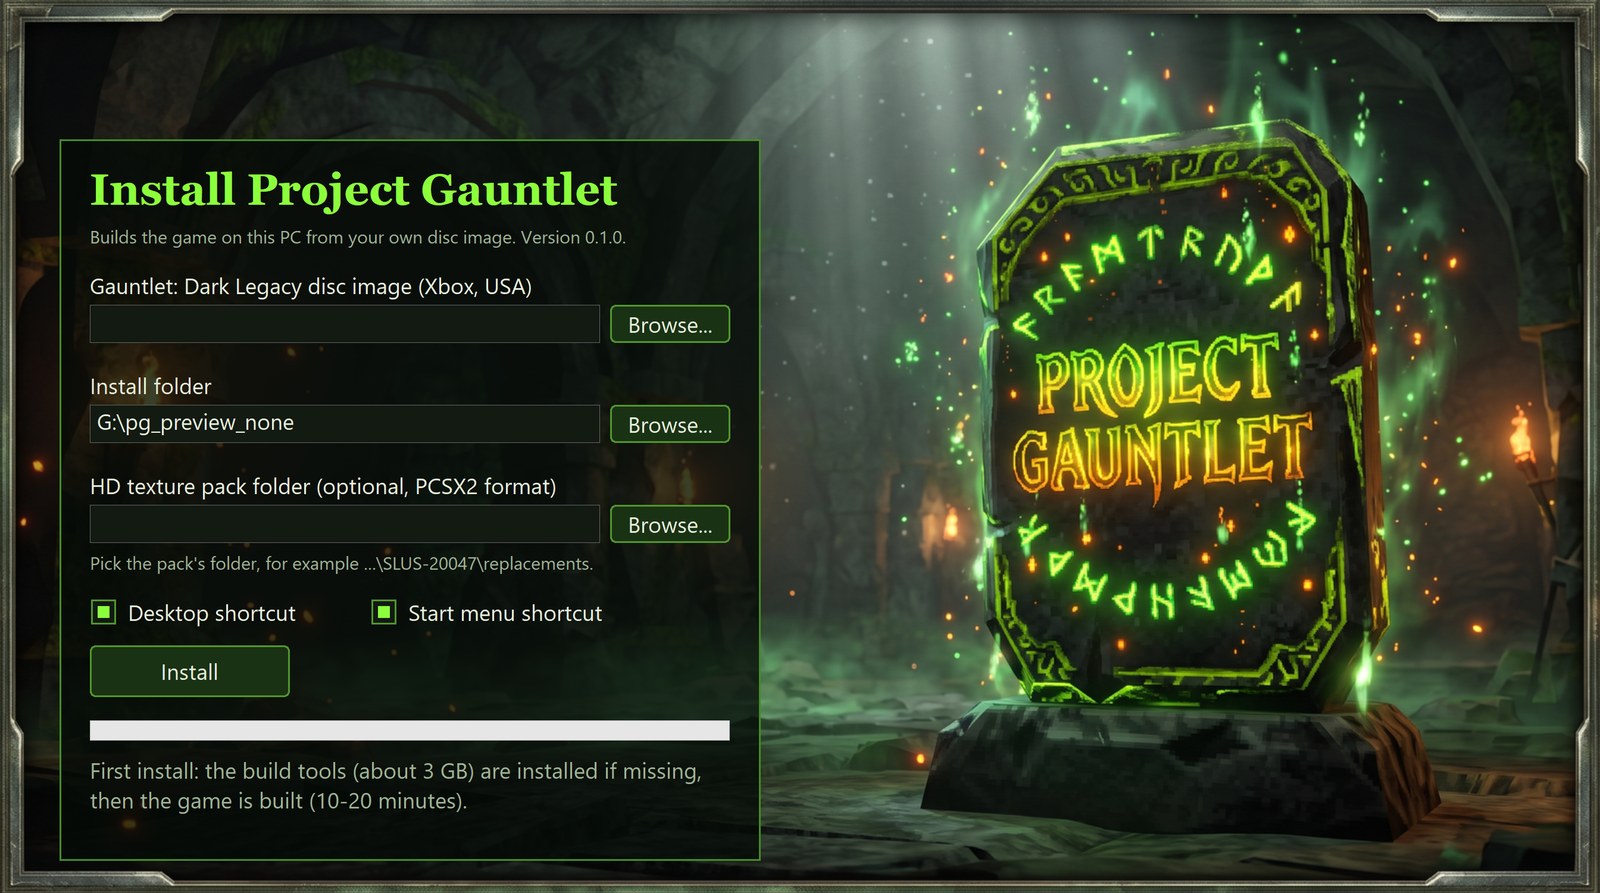 Install Project Gauntlet
Builds the game on this PC from your own disc image. Version 0.1.0.
Gauntlet: Dark Legacy disc image (Xbox, USA)
Browse...
Install folder
G:\pg_preview_none
Browse...
HD texture pack folder (optional, PCSX2 format)
Browse...
Pick the pack's folder, for example ...\SLUS-20047\replacements.
Desktop shortcut
Start menu shortcut
Install
First install: the build tools (about 3 GB) are installed if missing,
then the game is built (10-20 minutes).
PROJECT
GAUNTLET